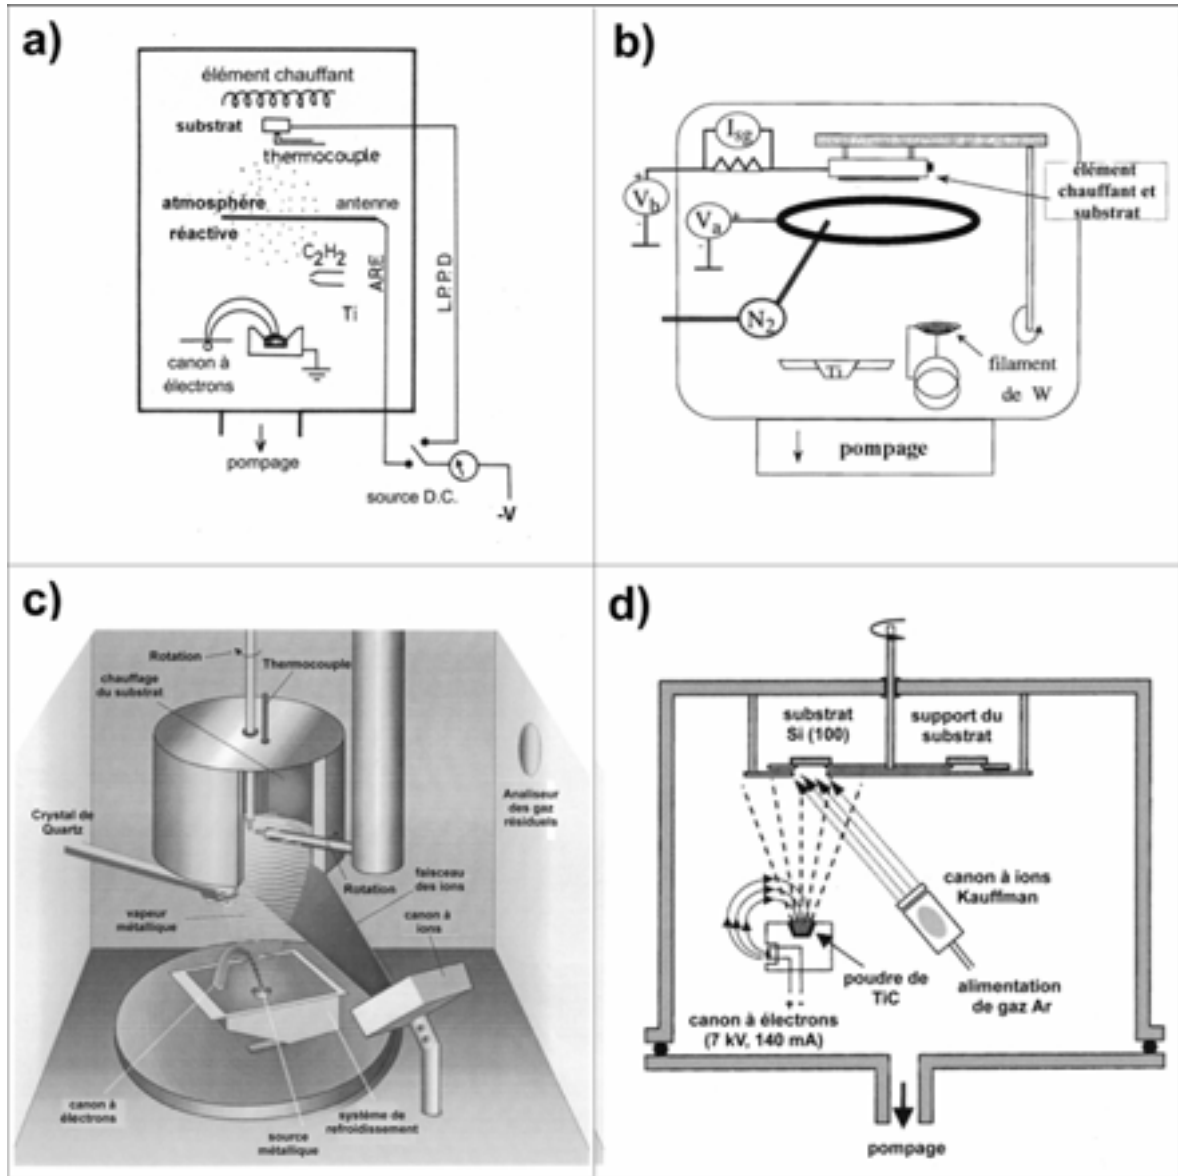 a)
élément chauffant
substrat
thermocouple
atmosphère
antenne
réactive
C2H2
ARE
L.P.P.D
Ti
canon à
électrons
pompage
source D.C.
-V
b)
Isg
Vb
Va
N2
élément
chauffant et
substrat
Ti
filament
de W
pompage
c)
Rotation
Thermocouple
chauffage
du substrat
Crystal de
Quartz
Analiseur
des gaz
résiduels
Rotation
faisceau
des ions
vapeur
métallique
canon à
ions
canon à
électrons
source
métallique
système de
refroidissement
d)
substrat
Si (100)
support du
substrat
canon à ions
Kauffman
poudre de
TiC
alimentation
de gaz Ar
canon à électrons
(7 kV, 140 mA)
pompage